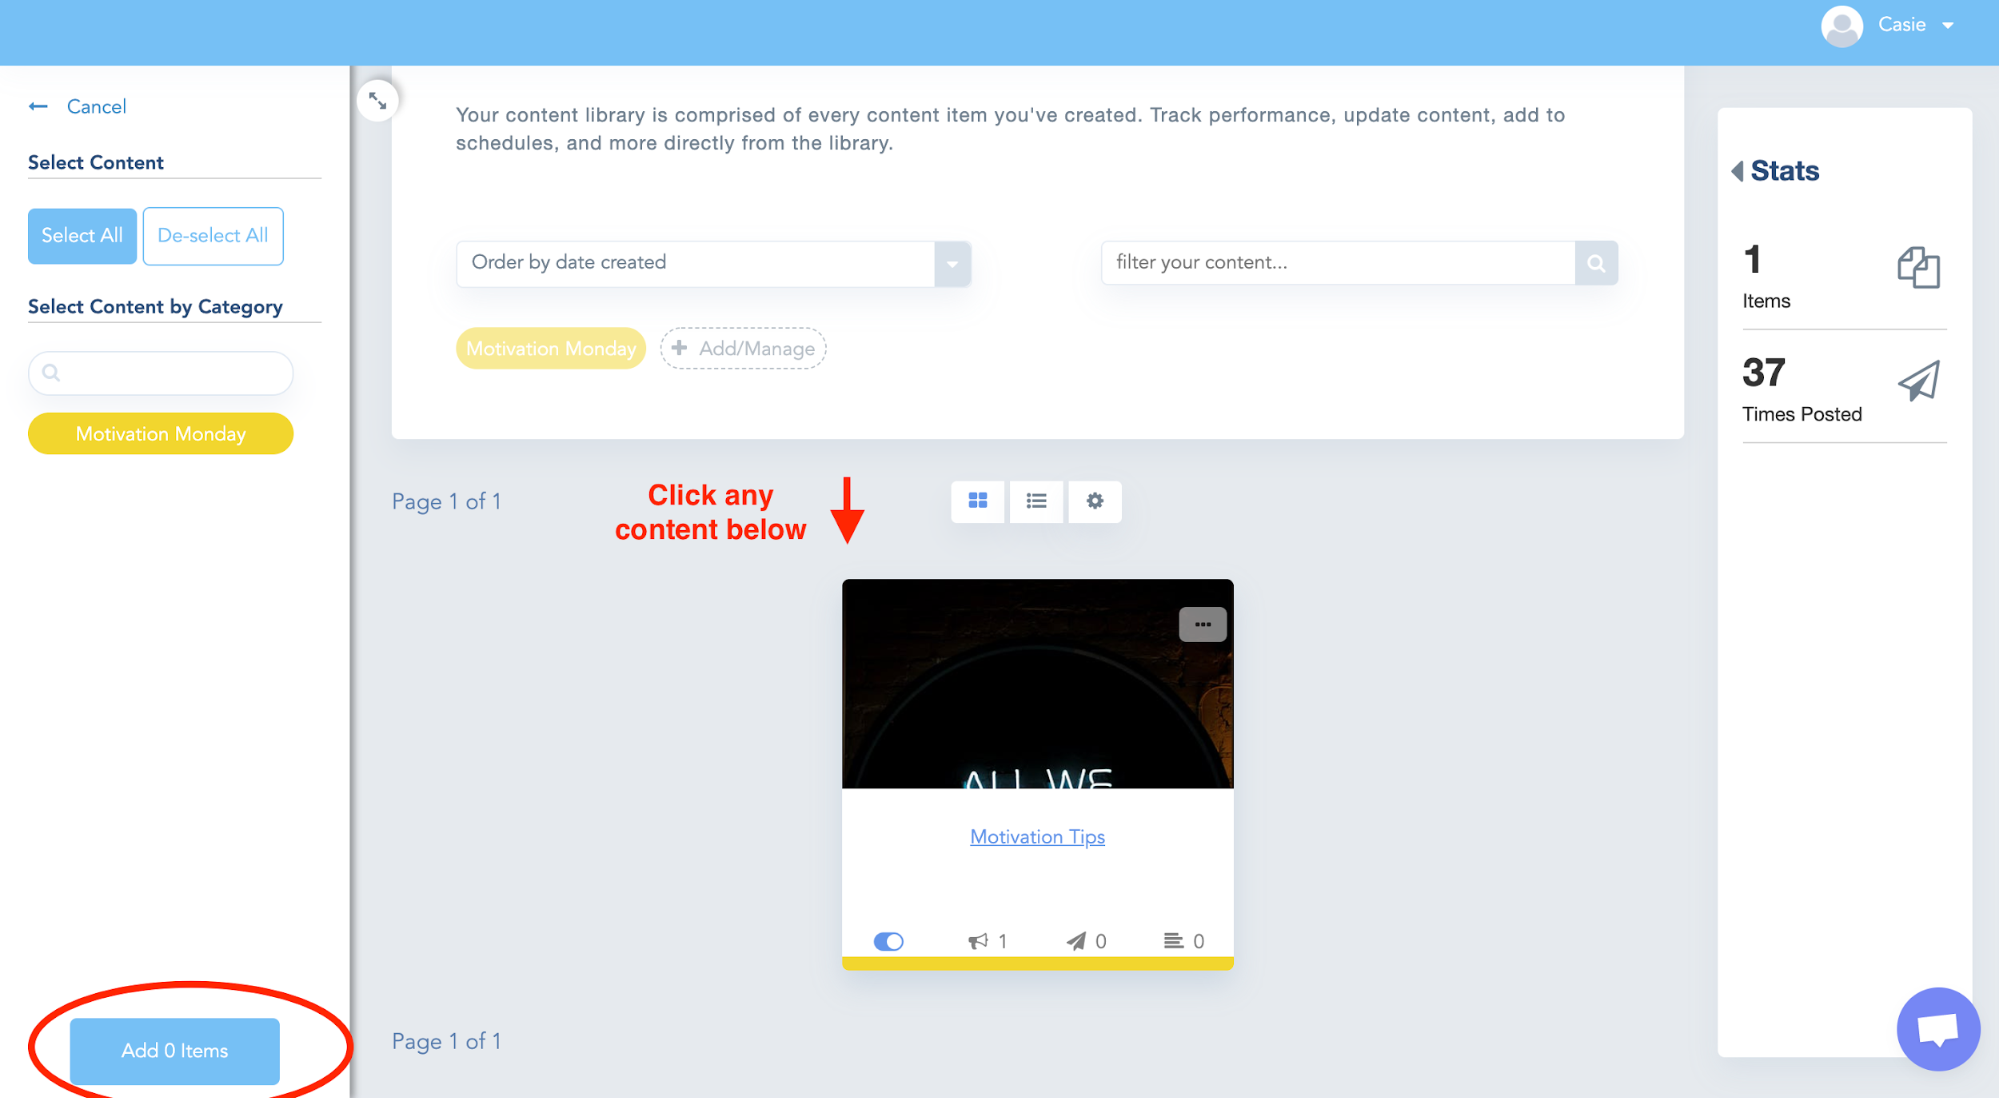 Casie
Cancel
Select Content
Select All
De-select All
Select Content by Category
Motivation Monday
Add 0 Items
Your content library is comprised of every content item you've created. Track performance, update content, add to
schedules, and more directly from the library.
Order by date created
filter your content...
Motivation Monday
Add/Manage
Page 1 of 1
Click any
content below
ALL WE
Motivation Tips
1
0
0
Page 1 of 1
Stats
1
Items
37
Times Posted